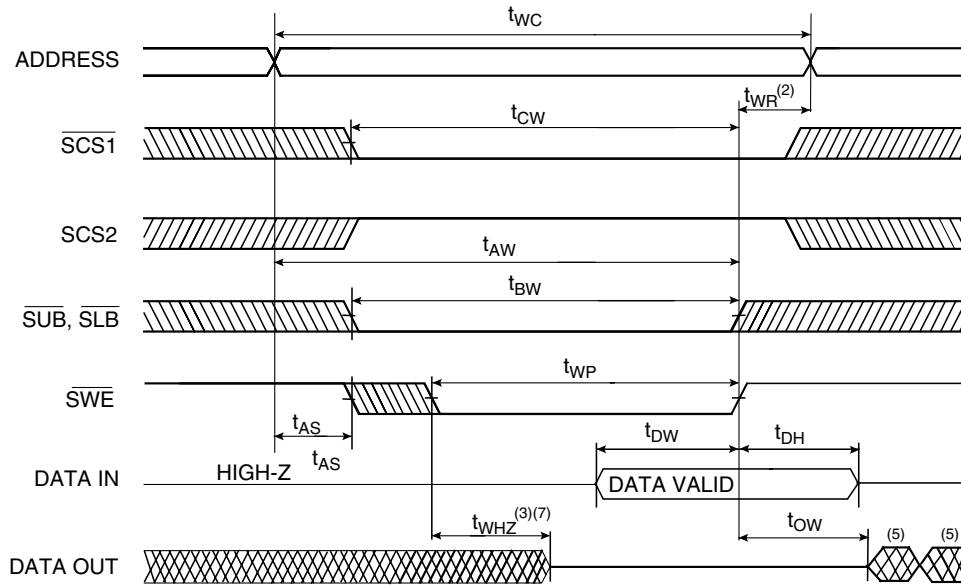 tWC
ADDRESS
tWR(2)
tCW
SCS1
SCS2
tAW
tBW
SUB, SLB
tWP
SWE
tAS
tAS
tDW
tDH
HIGH-Z
DATA IN
DATA VALID
tWHZ(3)(7)
tOW
(5)
(5)
DATA OUT